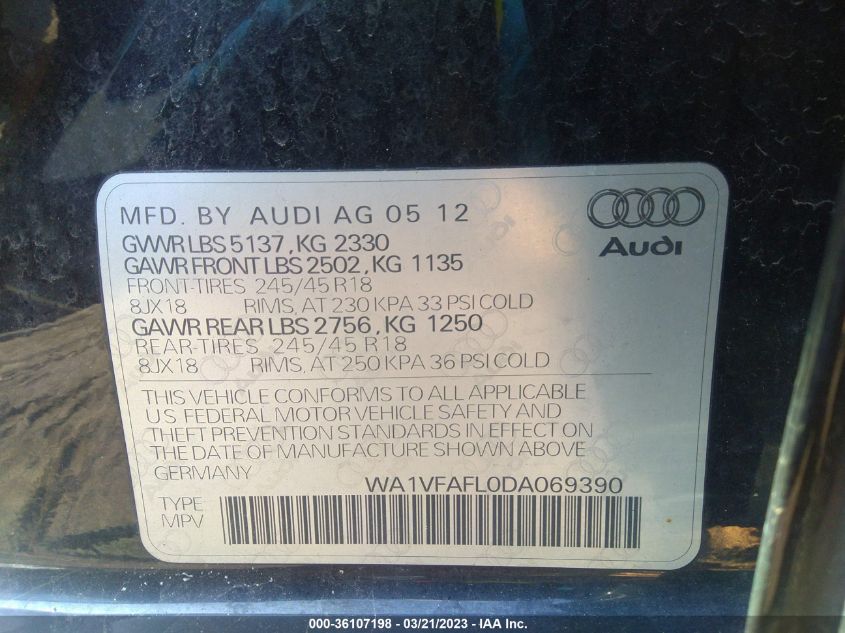 MFD. BY AUDI AG 05 12
GVWR LBS 5137, KG 2330
GAWR FRONT LBS 2502, KG 1135
FRONT-TIRES 245/45 R18
8JX18 RIMS, AT 230 KPA 33 PSI COLD
GAWR REAR LBS 2756, KG 1250
REAR-TIRES 245/45 R18
8JX18 RIMS, AT 250 KPA 36 PSI COLD
Audi
THIS VEHICLE CONFORMS TO ALL APPLICABLE
US FEDERAL MOTOR VEHICLE SAFETY AND
THEFT PREVENTION STANDARDS IN EFFECT ON
THE DATE OF MANUFACTURE SHOWN ABOVE
GERMANY
WA1VFAFL0DA069390
TYPE
MPV
000-36107198 - 03/21/2023 - IAA Inc.